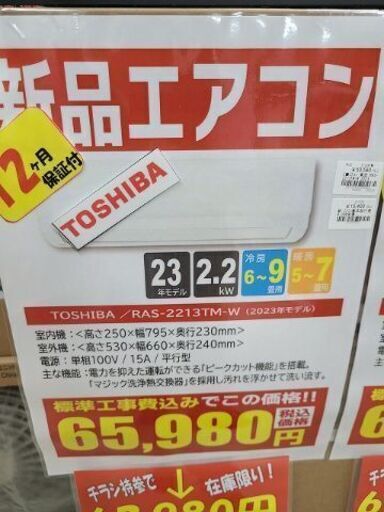 新品エアコン
12ヶ月
保証付
TOSHIBA
23
年モデル
2.2
kW
冷房
6~9
畳用
暖房
5~7
畳用
TOSHIBA / RAS-2213TM-W（2023年モデル）
室内機：<高さ250×幅795×奥行230mm>
室外機：<高さ530×幅660×奥行240mm>
電源：単相100V / 15A / 平行型
主な機能：電力を抑えた運転ができる「ピークカット機能」を搭載。
「マジック洗浄熱交換器」を採用し汚れを浮かせて洗い流す。
標準工事費込みでこの価格!!
65,980円
税込
価格
チラシ持参で
在庫限り!